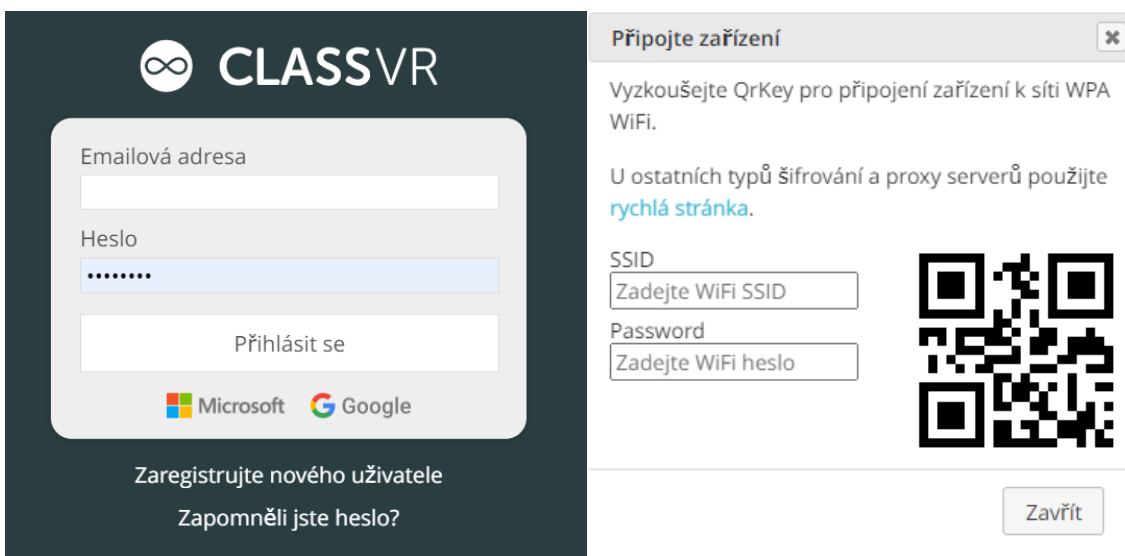 CLASSVR
Emailová adresa
Heslo
••••••••
Přihlásit se
Microsoft Google
Zaregistrujte nového uživatele
Zapomněli jste heslo?
Připojte zařízení
Vyzkoušejte QrKey pro připojení zařízení k síti WPA
WiFi.
U ostatních typů šifrování a proxy serverů použijte
rychlá stránka.
SSID
Zadejte WiFi SSID
Password
Zadejte WiFi heslo
Zavřít